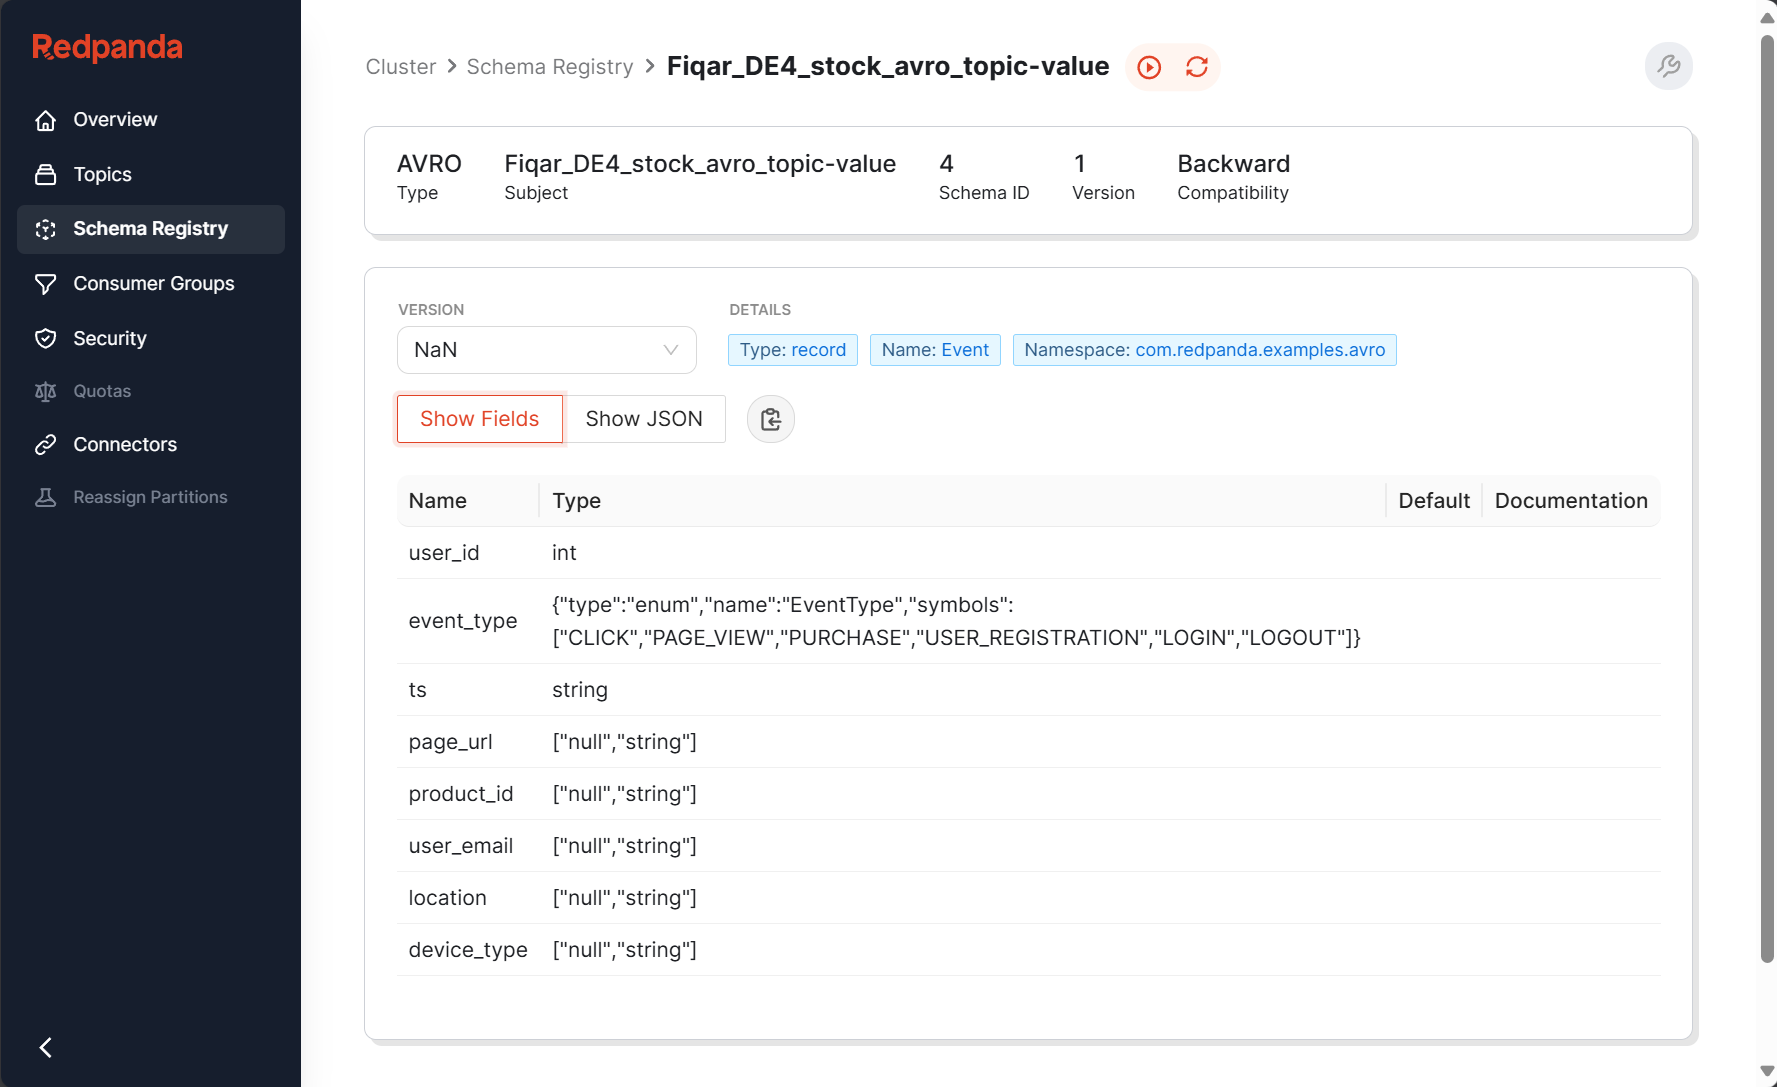 Redpanda
Overview
Topics
Schema Registry
Consumer Groups
Security
Quotas
Connectors
Reassign Partitions
Cluster > Schema Registry > Fiqar_DE4_stock_avro_topic-value
AVRO
Type
Fiqar_DE4_stock_avro_topic-value
Subject
4
Schema ID
1
Version
Backward
Compatibility
VERSION
NaN
DETAILS
Type: record Name: Event Namespace: com.redpanda.examples.avro
Show Fields Show JSON
Name Type Default Documentation
user_id int
event_type {"type":"enum","name":"EventType","symbols":
["CLICK","PAGE_VIEW","PURCHASE","USER_REGISTRATION","LOGIN","LOGOUT"]}
ts string
page_url ["null","string"]
product_id ["null","string"]
user_email ["null","string"]
location ["null","string"]
device_type ["null","string"]